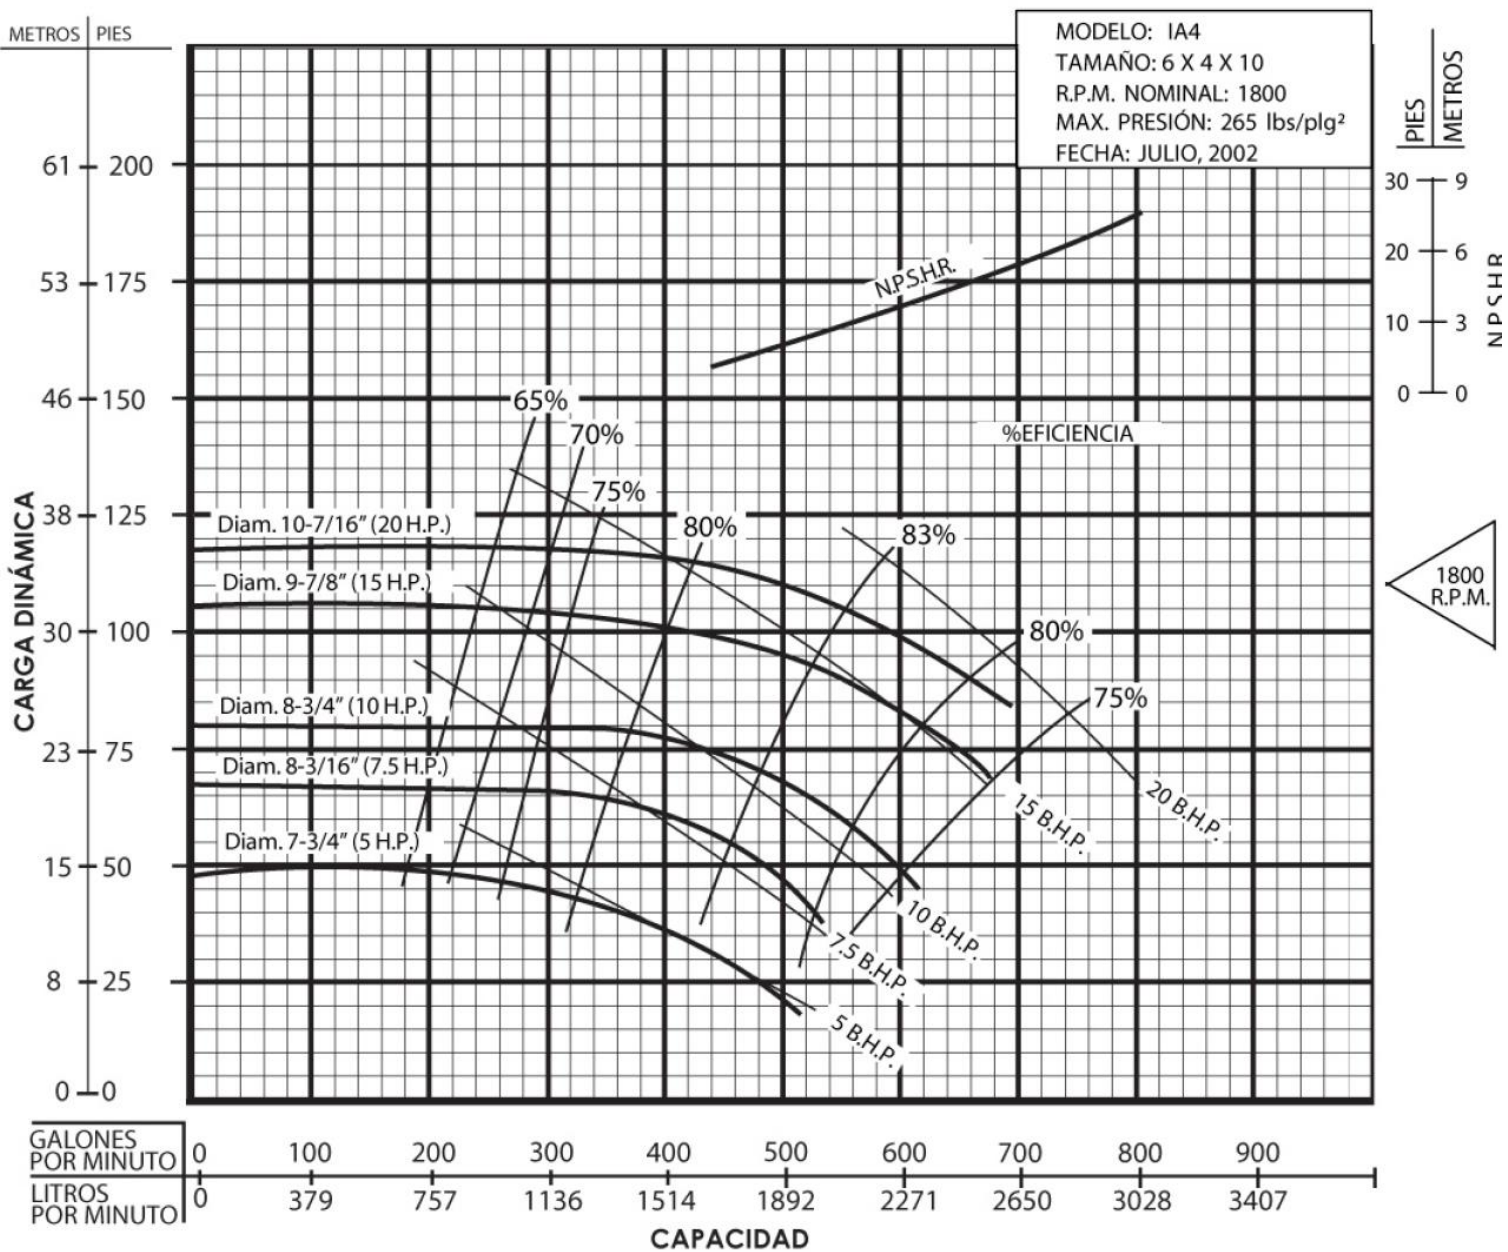 METROS PIES
MODELO: IA4
TAMAÑO: 6 X 4 X 10
R.P.M. NOMINAL: 1800
MAX. PRESIÓN: 265 lbs/plg²
FECHA: JULIO, 2002
PIES
METROS
61 200
30 9
20 6
N.P.S.H.R.
53 175
10 3
N.P.S.H.R.
46 150
0 0
65%
70%
%EFICIENCIA
75%
38 125
Diam. 10-7/16” (20 H.P.)
80%
83%
CARGA DINÁMICA
Diam. 9-7/8” (15 H.P.)
1800
R.P.M.
30 100
80%
75%
Diam. 8-3/4” (10 H.P.)
23 75
Diam. 8-3/16” (7.5 H.P.)
20 B.H.P.
15 B.H.P.
Diam. 7-3/4” (5 H.P.)
15 50
10 B.H.P.
7.5 B.H.P.
8 25
5 B.H.P.
0 0
GALONES
POR MINUTO
0 100 200 300 400 500 600 700 800 900
LITROS
POR MINUTO
0 379 757 1136 1514 1892 2271 2650 3028 3407
CAPACIDAD